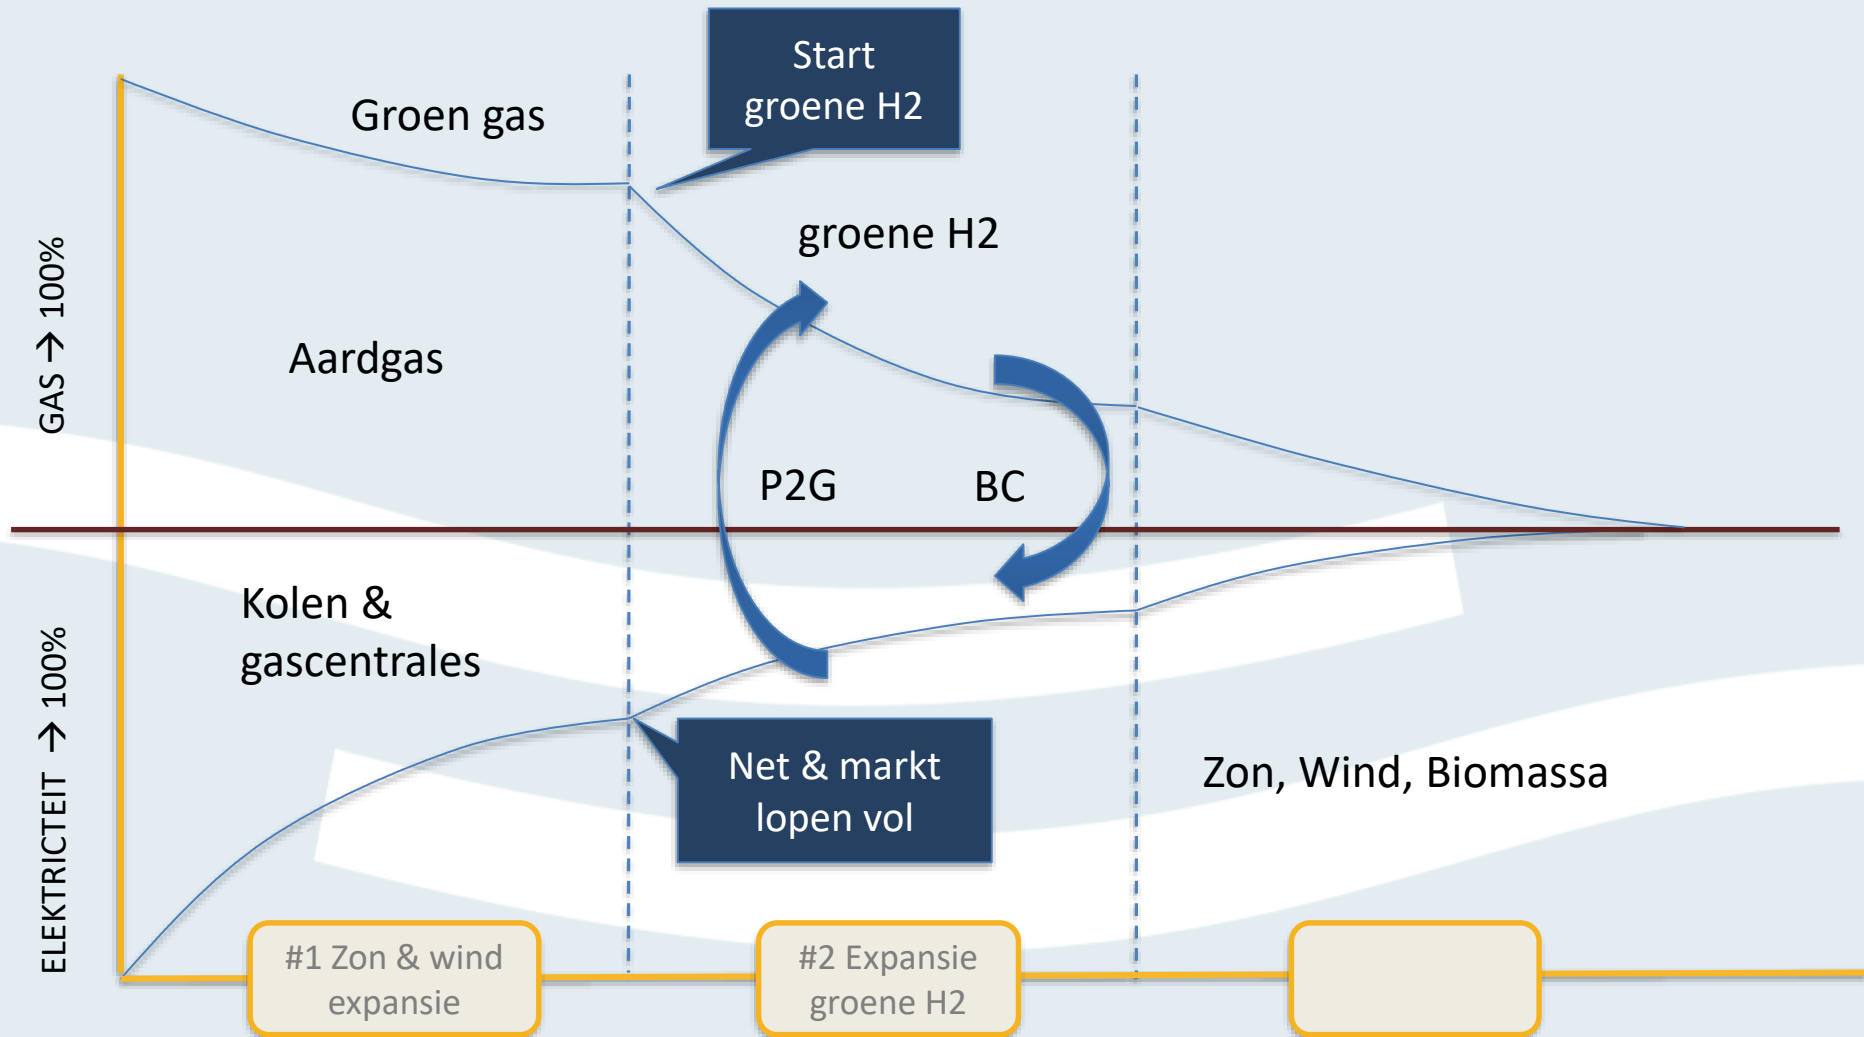 Start
groene H2
Groen gas
groene H2
GAS → 100%
Aardgas
P2G
BC
Kolen &
gascentrales
ELEKTRICTEIT → 100%
Net & markt
lopen vol
Zon, Wind, Biomassa
#1 Zon & wind
expansie
#2 Expansie
groene H2